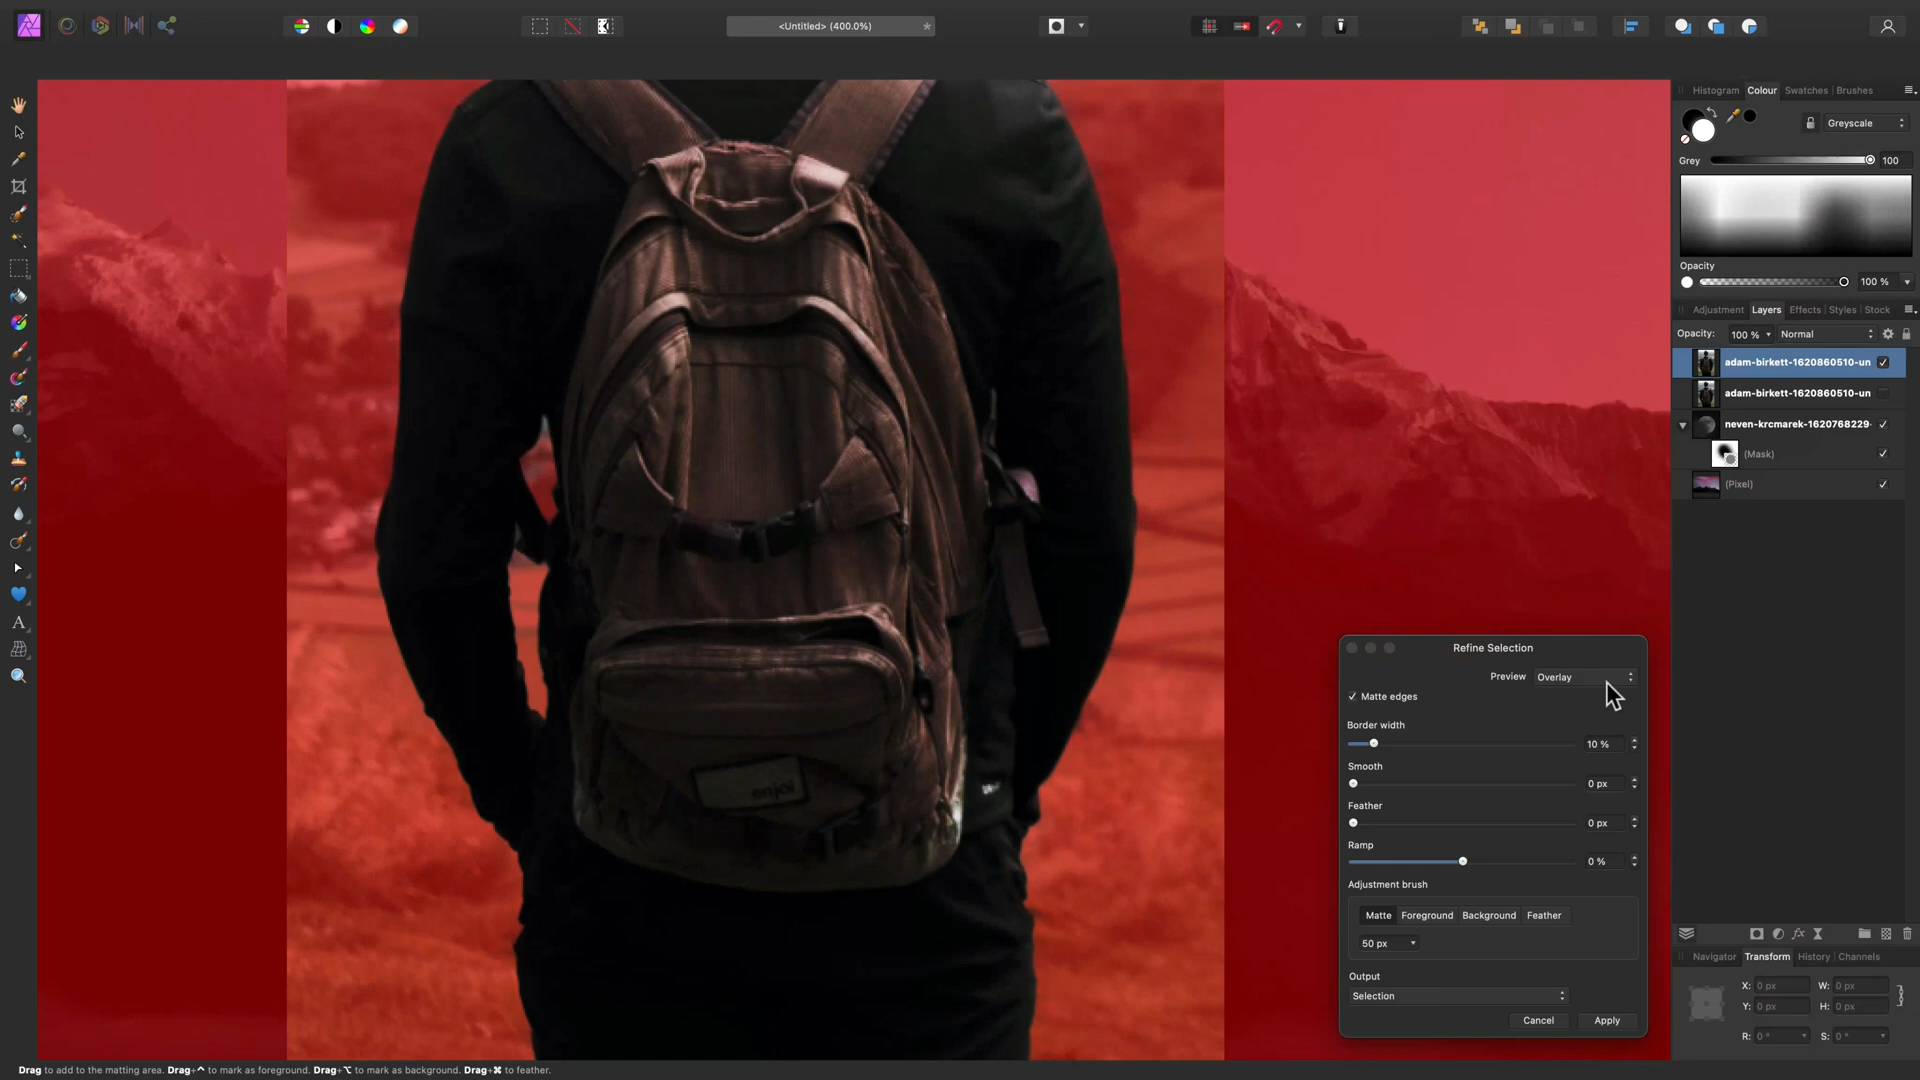 <Untitled> (400.0%)
*
Histogram Colour Swatches Brushes
Greyscale
Grey 100
Opacity
100 %
Adjustment Layers Effects Styles Stock
Opacity: 100 % Normal
adam-birkett-1620860510-un
adam-birkett-1620860510-un
neven-krcmarek-1620768229-
(Mask)
(Pixel)
enjoi
Refine Selection
Preview Overlay
Matte edges
Border width
10 %
Smooth
0 px
Feather
0 px
Ramp
0 %
Adjustment brush
Matte Foreground Background Feather
50 px
Output
Selection
Cancel Apply
Navigator Transform History Channels
X: 0 px W: 0 px
Y: 0 px H: 0 px
R: 0 ° S: 0 °
Drag to add to the matting area. Drag+⌃ to mark as foreground. Drag+⌥ to mark as background. Drag+⌘ to feather.